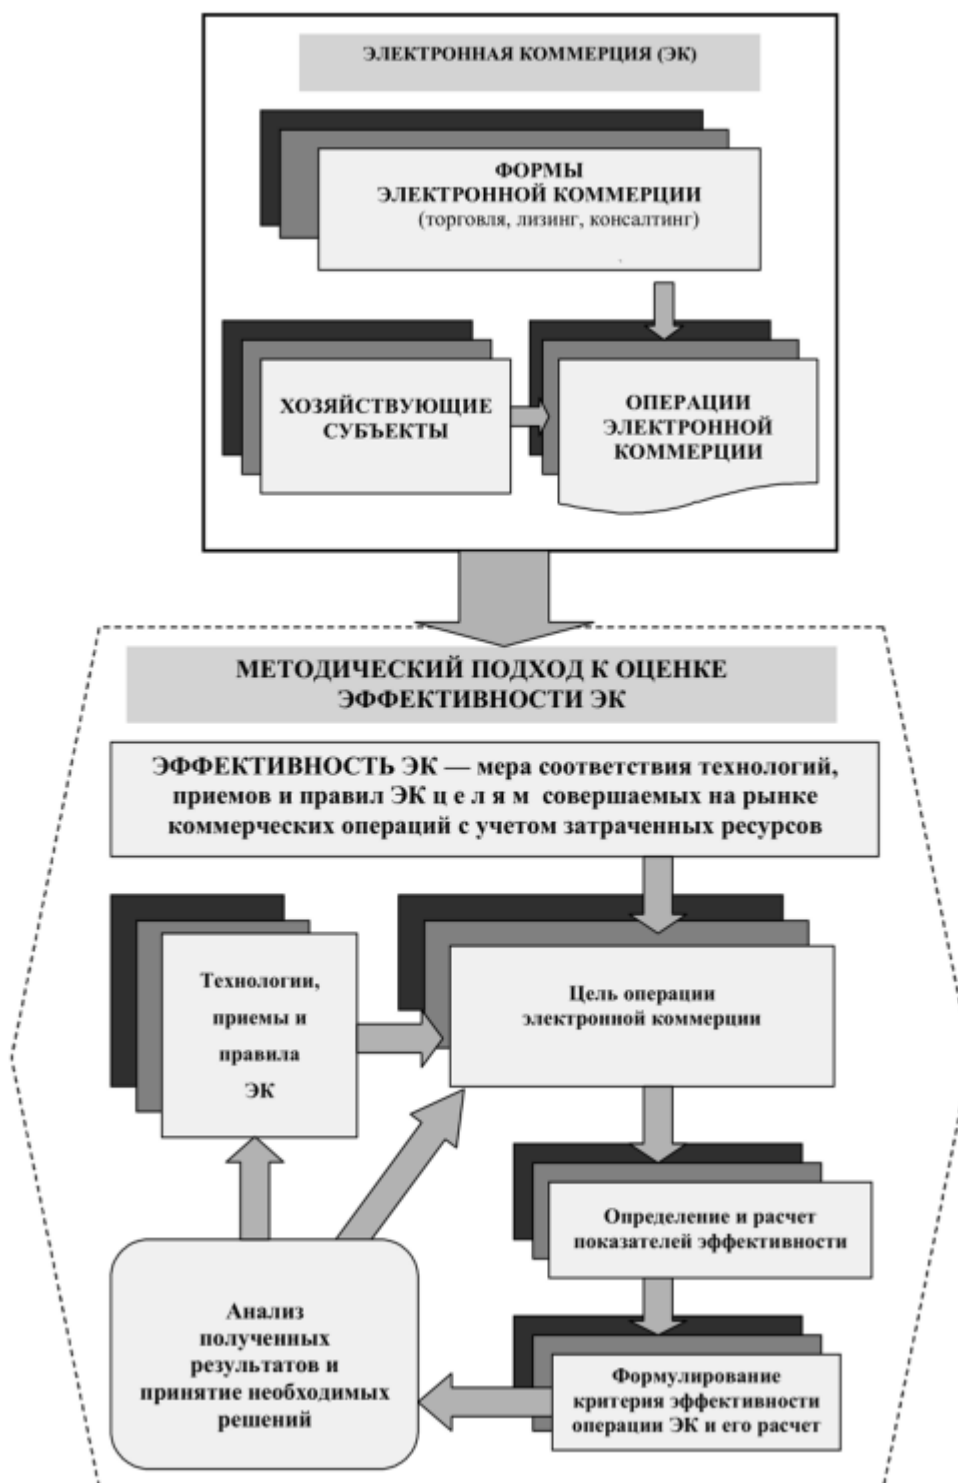 ЭЛЕКТРОННАЯ КОММЕРЦИЯ (ЭК)
ФОРМЫ
ЭЛЕКТРОННОЙ КОММЕРЦИИ
(торговля, лизинг, консалтинг)
ХОЗЯЙСТВУЮЩИЕ
СУБЪЕКТЫ
ОПЕРАЦИИ
ЭЛЕКТРОННОЙ
КОММЕРЦИИ
МЕТОДИЧЕСКИЙ ПОДХОД К ОЦЕНКЕ
ЭФФЕКТИВНОСТИ ЭК
ЭФФЕКТИВНОСТЬ ЭК — мера соответствия технологий,
приемов и правил ЭК ц е л я м совершаемых на рынке
коммерческих операций с учетом затраченных ресурсов
Технологии,
приемы и
правила
ЭК
Цель операции
электронной коммерции
Определение и расчет
показателей эффективности
Анализ
полученных
результатов и
принятие необходимых
решений
Формулирование
критерия эффективности
операции ЭК и его расчет